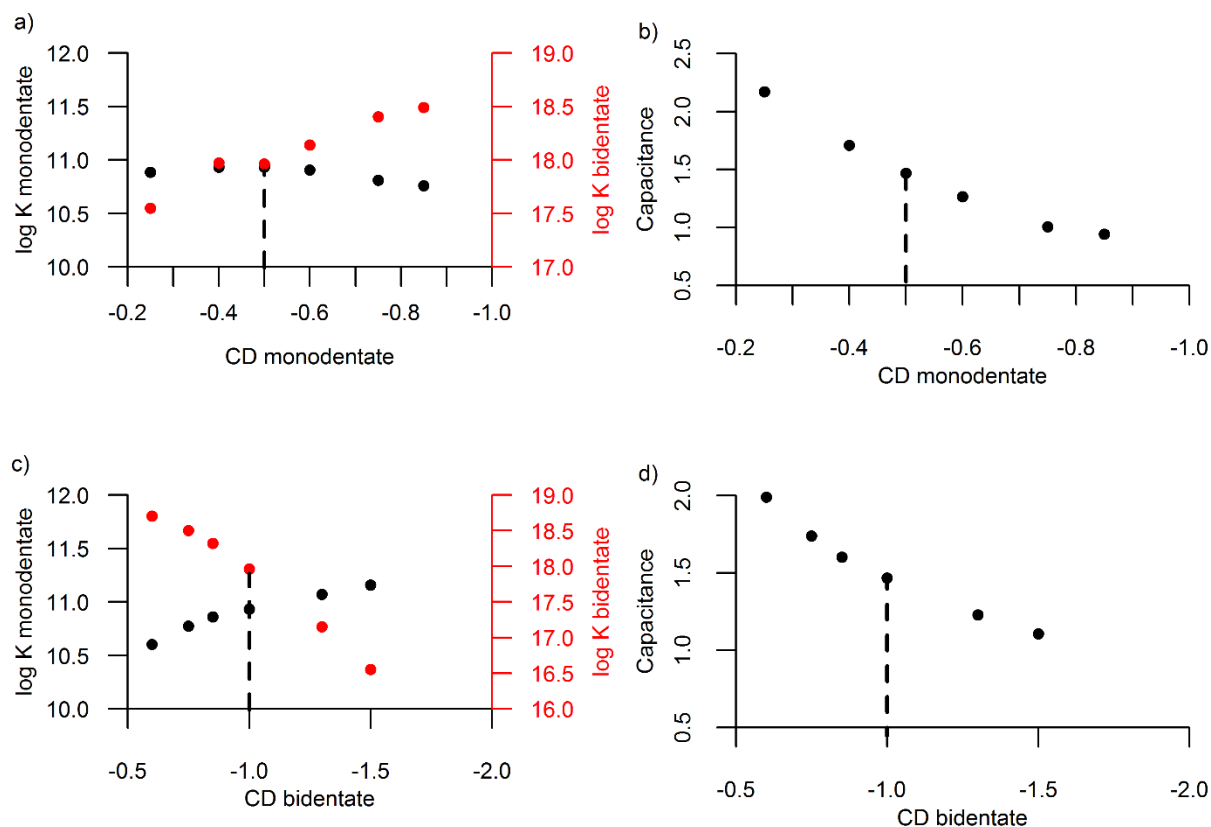 a)
12.0
11.5
11.0
10.5
10.0
log K monodentate
19.0
18.5
18.0
17.5
17.0
log K bidentate
-0.2 -0.4 -0.6 -0.8 -1.0
CD monodentate
b)
2.5
2.0
1.5
1.0
0.5
Capacitance
-0.2 -0.4 -0.6 -0.8 -1.0
CD monodentate
c)
12.0
11.5
11.0
10.5
10.0
log K monodentate
19.0
18.5
18.0
17.5
17.0
16.5
16.0
log K bidentate
-0.5 -1.0 -1.5 -2.0
CD bidentate
d)
2.0
1.5
1.0
0.5
Capacitance
-0.5 -1.0 -1.5 -2.0
CD bidentate